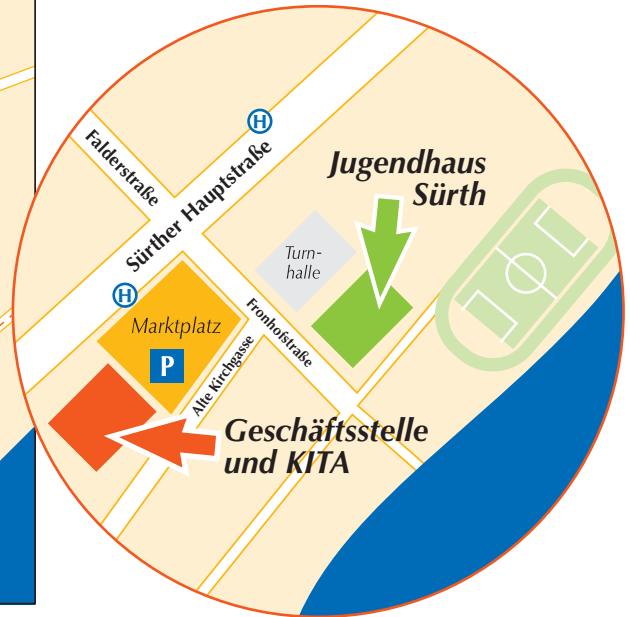 H
Falderstraße
Sürther Hauptstraße
Jugendhaus
Sürth
Turn-
halle
H
Marktplatz
P
Fronhofstraße
Alte Kirchgasse
Geschäftsstelle
und KITA